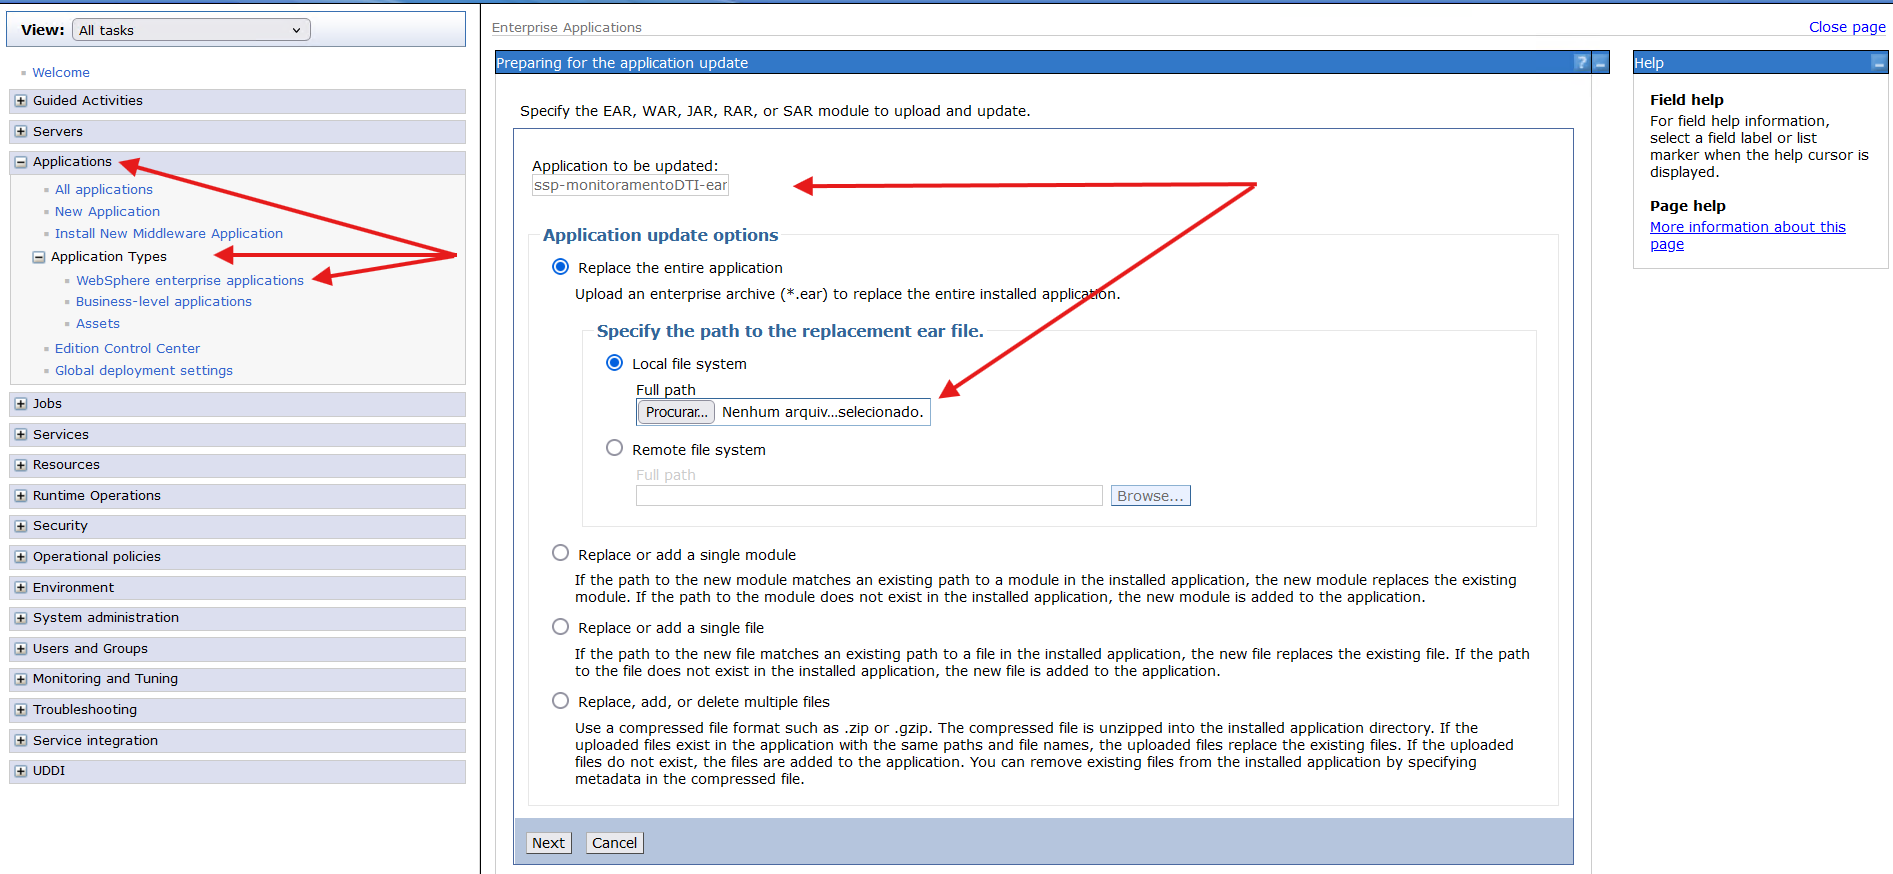 View: All tasks
Welcome
Guided Activities
Servers
Applications
All applications
New Application
Install New Middleware Application
Application Types
WebSphere enterprise applications
Business-level applications
Assets
Edition Control Center
Global deployment settings
Jobs
Services
Resources
Runtime Operations
Security
Operational policies
Environment
System administration
Users and Groups
Monitoring and Tuning
Troubleshooting
Service integration
UDDI
Enterprise Applications
Close page
Preparing for the application update
?
Specify the EAR, WAR, JAR, RAR, or SAR module to upload and update.
Application to be updated:
ssp-monitoramentoDTI-ear
Application update options
Replace the entire application
Upload an enterprise archive (*.ear) to replace the entire installed application.
Specify the path to the replacement ear file.
Local file system
Full path
Procurar... Nenhum arquiv...selecionado.
Remote file system
Full path
Browse...
Replace or add a single module
If the path to the new module matches an existing path to a module in the installed application, the new module replaces the existing
module. If the path to the module does not exist in the installed application, the new module is added to the application.
Replace or add a single file
If the path to the new file matches an existing path to a file in the installed application, the new file replaces the existing file. If the path
to the file does not exist in the installed application, the new file is added to the application.
Replace, add, or delete multiple files
Use a compressed file format such as .zip or .gzip. The compressed file is unzipped into the installed application directory. If the
uploaded files exist in the application with the same paths and file names, the uploaded files replace the existing files. If the uploaded
files do not exist, the files are added to the application. You can remove existing files from the installed application by specifying
metadata in the compressed file.
Next Cancel
Help
Field help
For field help information,
select a field label or list
marker when the help cursor is
displayed.
Page help
More information about this
page